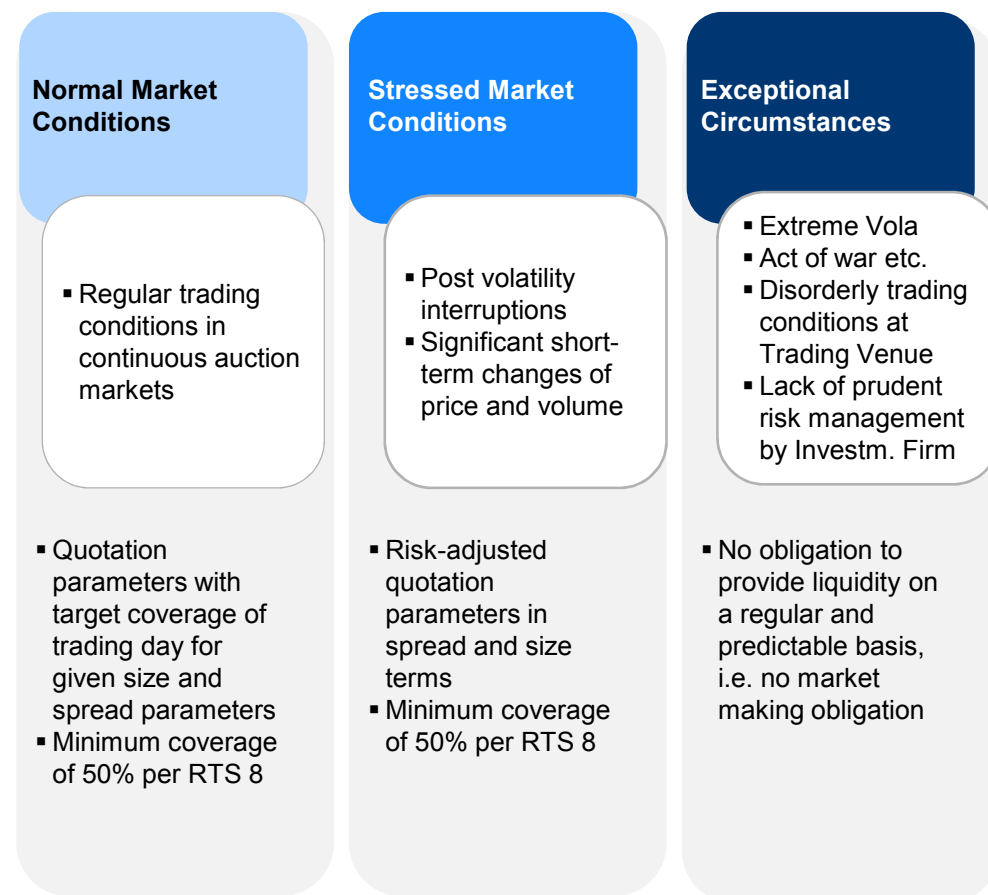 Normal Market
Conditions
▪ Regular trading
conditions in
continuous auction
markets
▪ Quotation
parameters with
target coverage of
trading day for
given size and
spread parameters
▪ Minimum coverage
of 50% per RTS 8
Stressed Market
Conditions
▪ Post volatility
interruptions
▪ Significant short-
term changes of
price and volume
▪ Risk-adjusted
quotation
parameters in
spread and size
terms
▪ Minimum coverage
of 50% per RTS 8
Exceptional
Circumstances
▪ Extreme Vola
▪ Act of war etc.
▪ Disorderly trading
conditions at
Trading Venue
▪ Lack of prudent
risk management
by Investm. Firm
▪ No obligation to
provide liquidity on
a regular and
predictable basis,
i.e. no market
making obligation